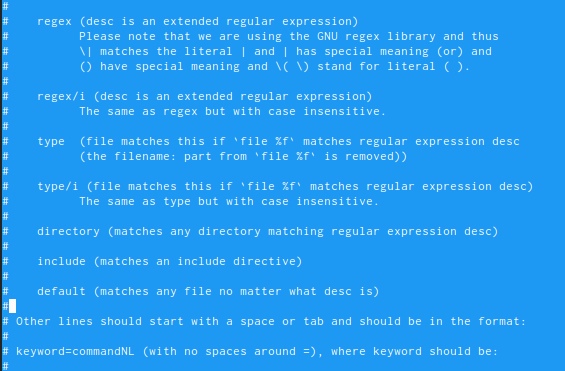 #
#    regex (desc is an extended regular expression)
#          Please note that we are using the GNU regex library and thus
#          \| matches the literal | and | has special meaning (or) and
#          () have special meaning and \( \) stand for literal ( ).
#
#    regex/i (desc is an extended regular expression)
#          The same as regex but with case insensitive.
#
#    type  (file matches this if `file %f` matches regular expression desc
#          (the filename: part from `file %f` is removed))
#
#    type/i (file matches this if `file %f` matches regular expression desc)
#          The same as type but with case insensitive.
#
#    directory (matches any directory matching regular expression desc)
#
#    include (matches an include directive)
#
#    default (matches any file no matter what desc is)
#
# Other lines should start with a space or tab and should be in the format:
#
# keyword=commandNL (with no spaces around =), where keyword should be:
#